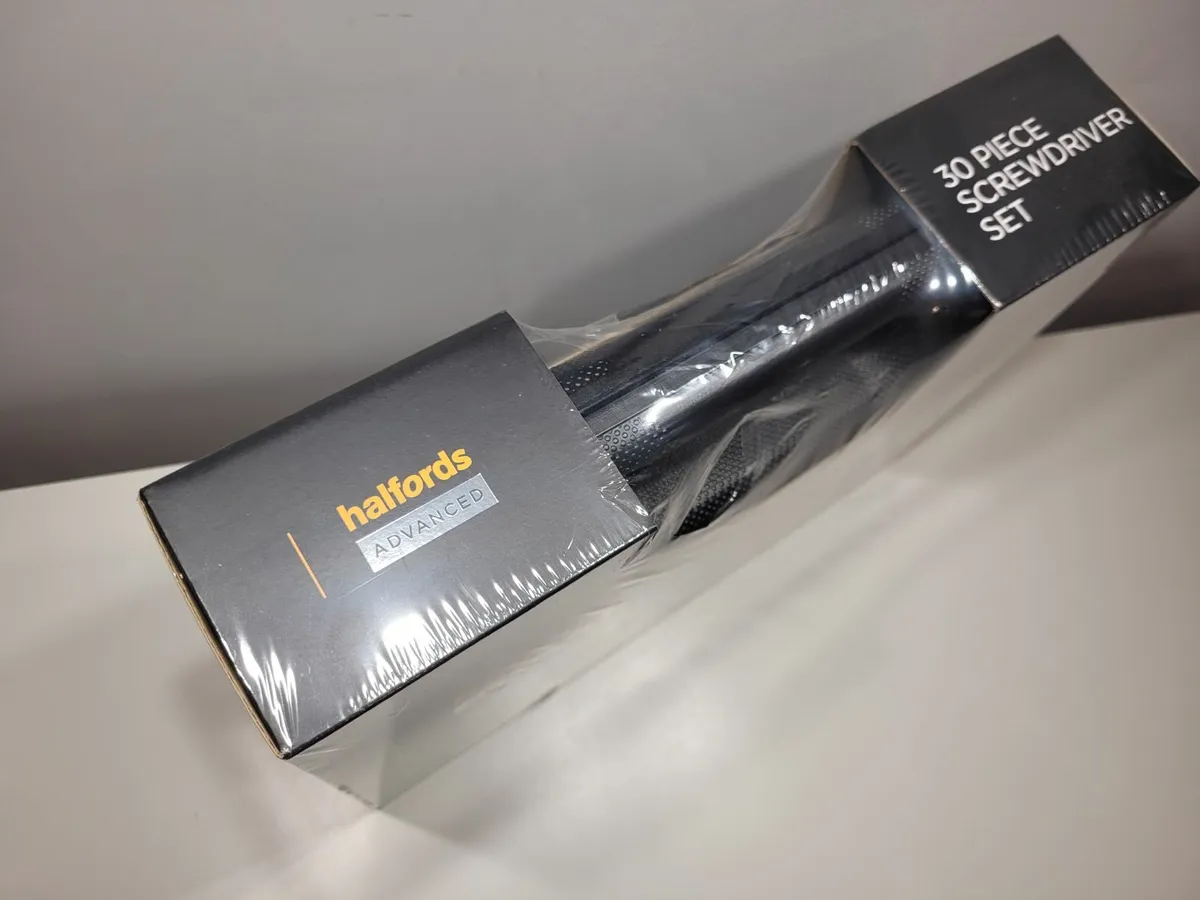 halfords
ADVANCED
30 PIECE
SCREWDRIVER
SET